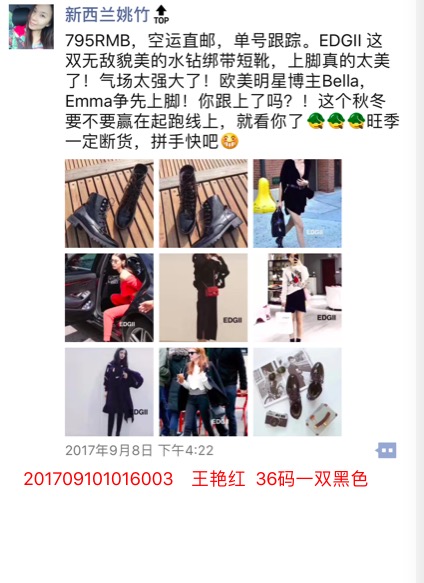 新西兰姚竹TOP
795RMB，空运直邮，单号跟踪。EDGII 这
双无敌貌美的水钻绑带短靴，上脚真的太美
了！气场太强大了！欧美明星博主Bella，
Emma争先上脚！你跟上了吗？！这个秋冬
要不要赢在起跑线上，就看你了旺季
一定断货，拼手快吧
EDGII
EDGII
EDGII
EDGII
EDGII
EDGII
2017年9月8日 下午4:22
201709101016003 王艳红 36码一双黑色